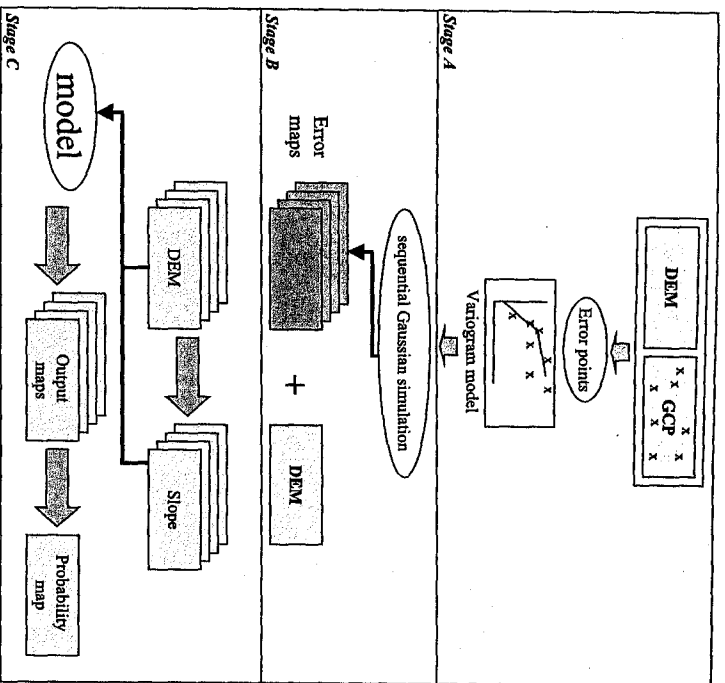 Stage A
DEM
GCP
Error points
Variogram model
Stage B
sequential Gaussian simulation
Error
maps
+
DEM
Stage C
DEM
Slope
model
Output
maps
Probability
map